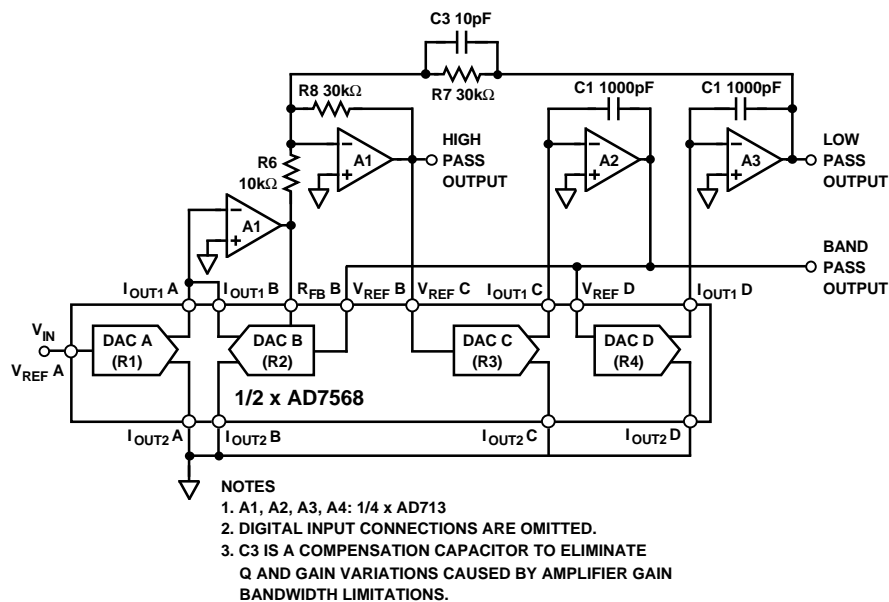 C3 10pF
R8 30kΩ
R7 30kΩ
C1 1000pF
C1 1000pF
R6
10kΩ
A1
HIGH
PASS
OUTPUT
A2
A3
LOW
PASS
OUTPUT
A1
BAND
PASS
OUTPUT
IOUT1 A
IOUT1 B
RFB B
VREF B
VREF C
IOUT1 C
VREF D
IOUT1 D
VIN
VREF A
DAC A
(R1)
DAC B
(R2)
DAC C
(R3)
DAC D
(R4)
1/2 x AD7568
IOUT2 A
IOUT2 B
IOUT2 C
IOUT2 D
NOTES
1. A1, A2, A3, A4: 1/4 x AD713
2. DIGITAL INPUT CONNECTIONS ARE OMITTED.
3. C3 IS A COMPENSATION CAPACITOR TO ELIMINATE
Q AND GAIN VARIATIONS CAUSED BY AMPLIFIER GAIN
BANDWIDTH LIMITATIONS.